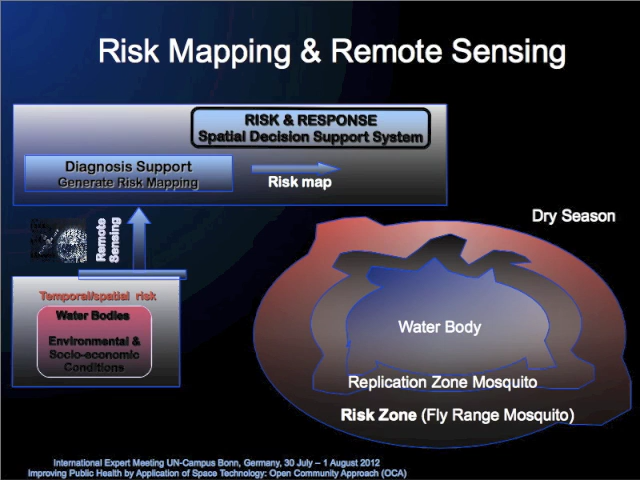 Risk Mapping & Remote Sensing
RISK & RESPONSE
Spatial Decision Support System
Diagnosis Support
Generate Risk Mapping
Risk map
Remote
Sensing
Dry Season
Temporal/spatial risk
Water Bodies
Environmental &
Socio-economic
Conditions
Water Body
Replication Zone Mosquito
Risk Zone (Fly Range Mosquito)
International Expert Meeting UN-Campus Bonn, Germany, 30 July – 1 August 2012
Improving Public Health by Application of Space Technology: Open Community Approach (OCA)